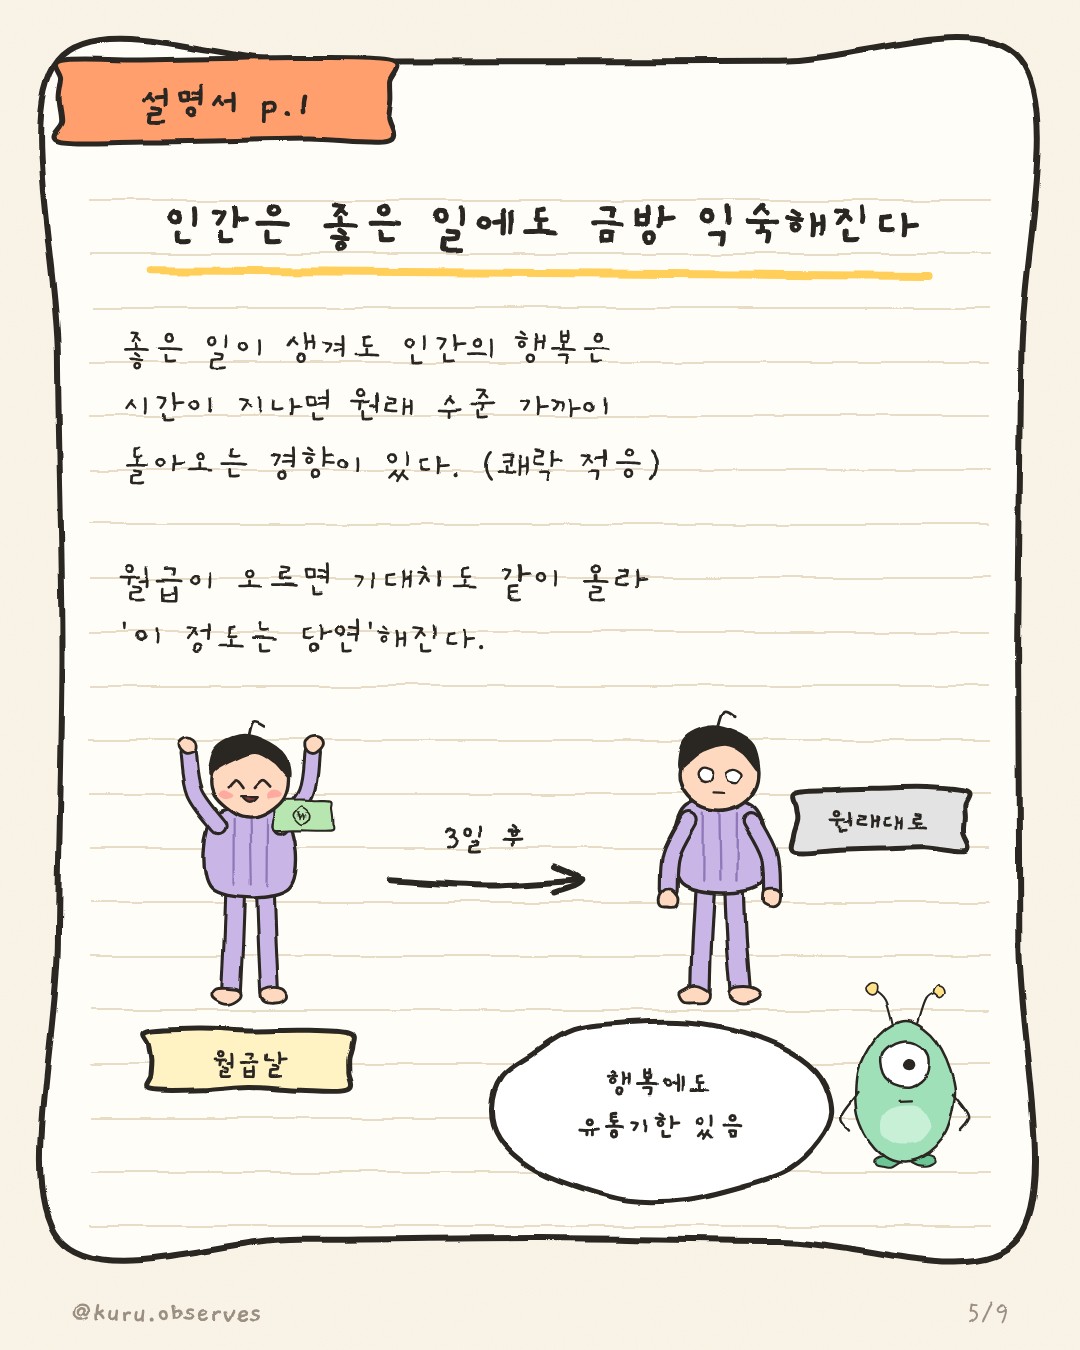 설명서 p.1
인간은 좋은 일에도 금방 익숙해진다
좋은 일이 생겨도 인간의 행복은
시간이 지나면 원래 수준 가까이
돌아오는 경향이 있다. (쾌락 적응)
월급이 오르면 기대치도 같이 올라
'이 정도는 당연'해진다.
₩
3일 후
원래대로
월급날
행복에도
유통기한 있음
@kuru.observes
5/9